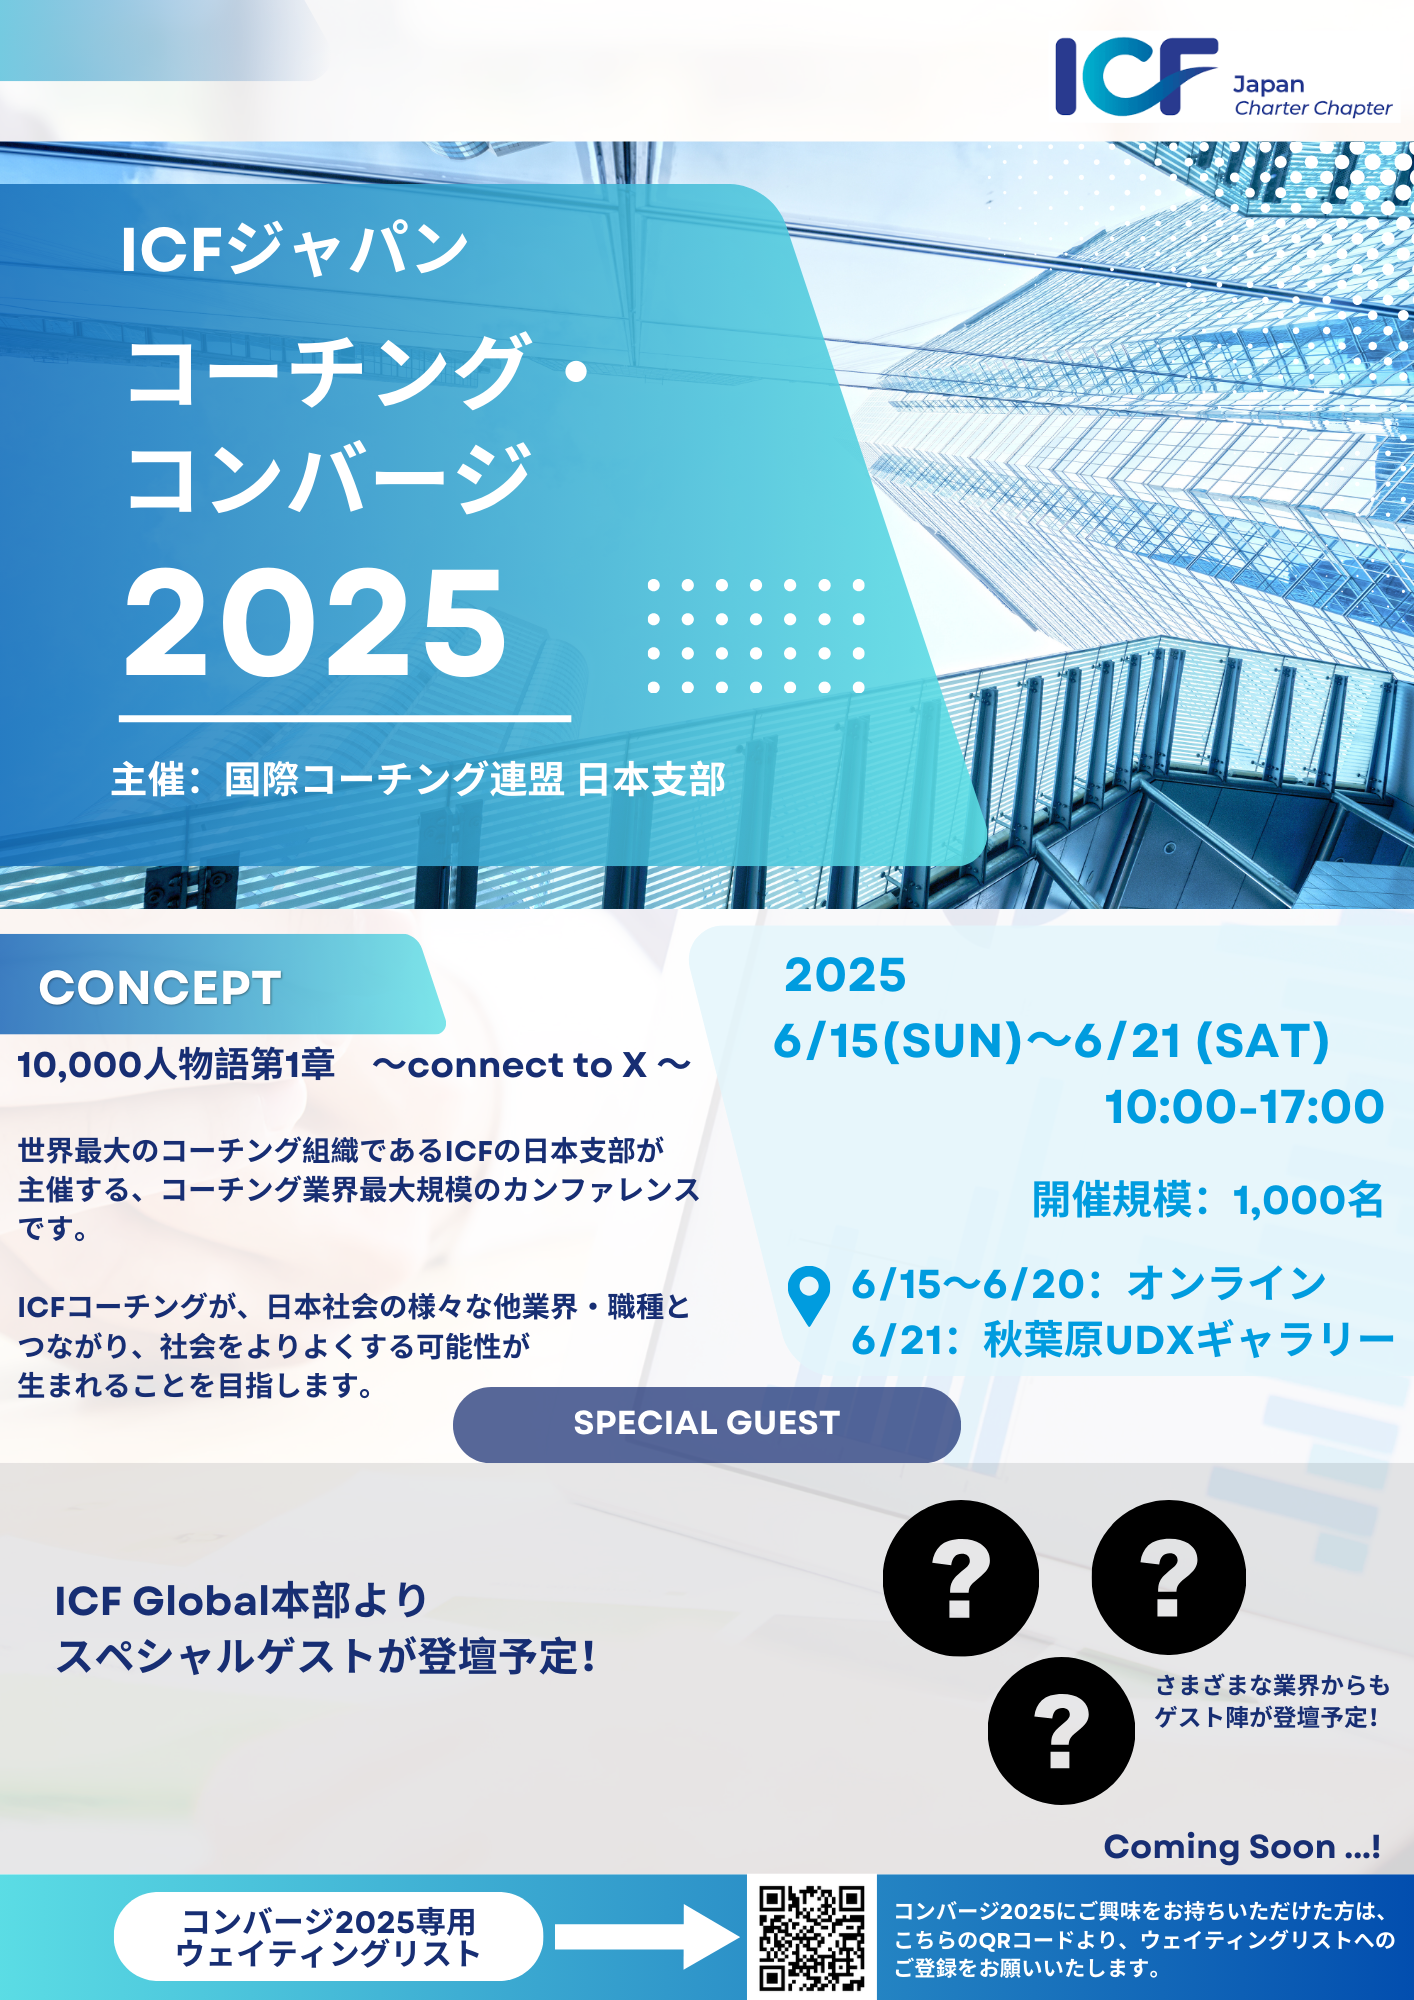 ICF
Japan
Charter Chapter
ICFジャパン
コーチング・
コンバージ
2025
主催：国際コーチング連盟 日本支部
CONCEPT
10,000人物語第1章　～connect to X ～
世界最大のコーチング組織であるICFの日本支部が
主催する、コーチング業界最大規模のカンファレンス
です。
ICFコーチングが、日本社会の様々な他業界・職種と
つながり、社会をよりよくする可能性が
生まれることを目指します。
2025
6/15(SUN)～6/21 (SAT)
10:00-17:00
開催規模：1,000名
6/15～6/20：オンライン
6/21：秋葉原UDXギャラリー
SPECIAL GUEST
ICF Global本部より
スペシャルゲストが登壇予定！
?
?
?
さまざまな業界からも
ゲスト陣が登壇予定！
Coming Soon ...!
コンバージ2025専用
ウェイティングリスト
コンバージ2025にご興味をお持ちいただけた方は、
こちらのQRコードより、ウェイティングリストへの
ご登録をお願いいたします。